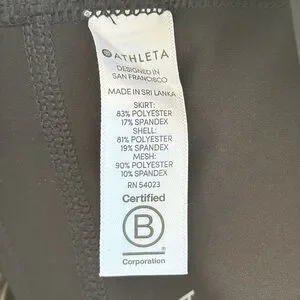 ATHLETA
DESIGNED IN
SAN FRANCISCO
MADE IN SRI LANKA
SKIRT:
83% POLYESTER
17% SPANDEX
SHELL:
81% POLYESTER
19% SPANDEX
MESH:
90% POLYESTER
10% SPANDEX
RN 54023
Certified
B
Corporation